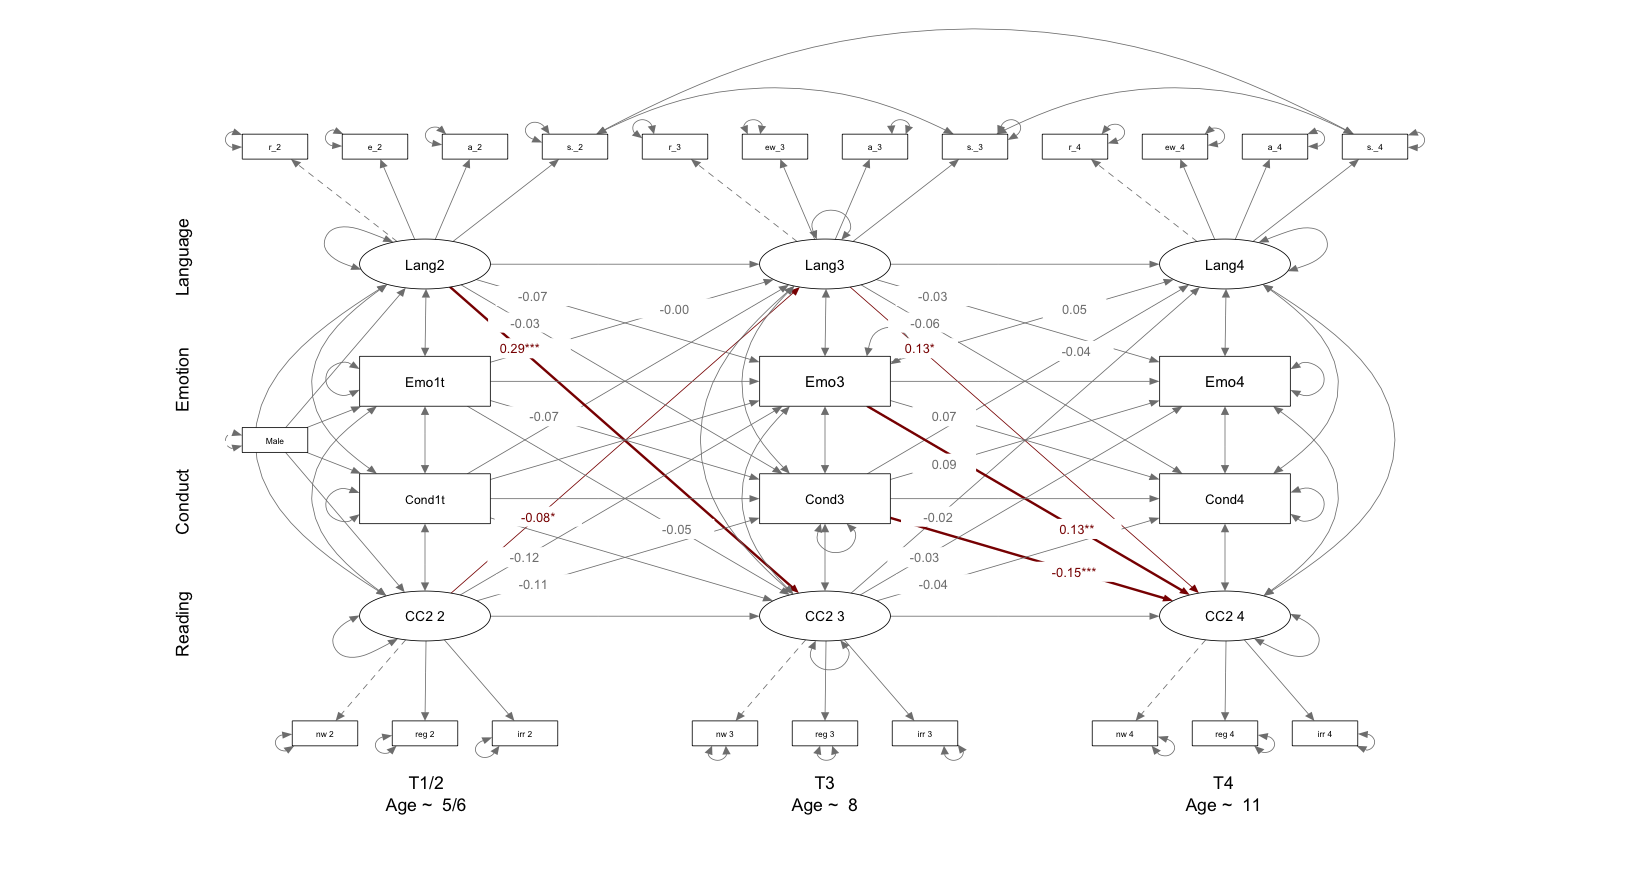 r_2
e_2
a_2
s._2
r_3
ew_3
a_3
s._3
r_4
ew_4
a_4
s._4
Language
Lang2
Lang3
Lang4
-0.07
-0.03
-0.00
0.05
-0.03
-0.06
0.29***
0.13*
-0.04
Emotion
Emo1t
Emo3
Emo4
-0.07
0.07
Male
0.09
Conduct
Cond1t
Cond3
Cond4
-0.08*
-0.02
-0.05
0.13**
-0.12
-0.03
-0.15***
-0.11
-0.04
Reading
CC2 2
CC2 3
CC2 4
nw 2
reg 2
irr 2
nw 3
reg 3
irr 3
nw 4
reg 4
irr 4
T1/2
T3
T4
Age ~ 5/6
Age ~ 8
Age ~ 11